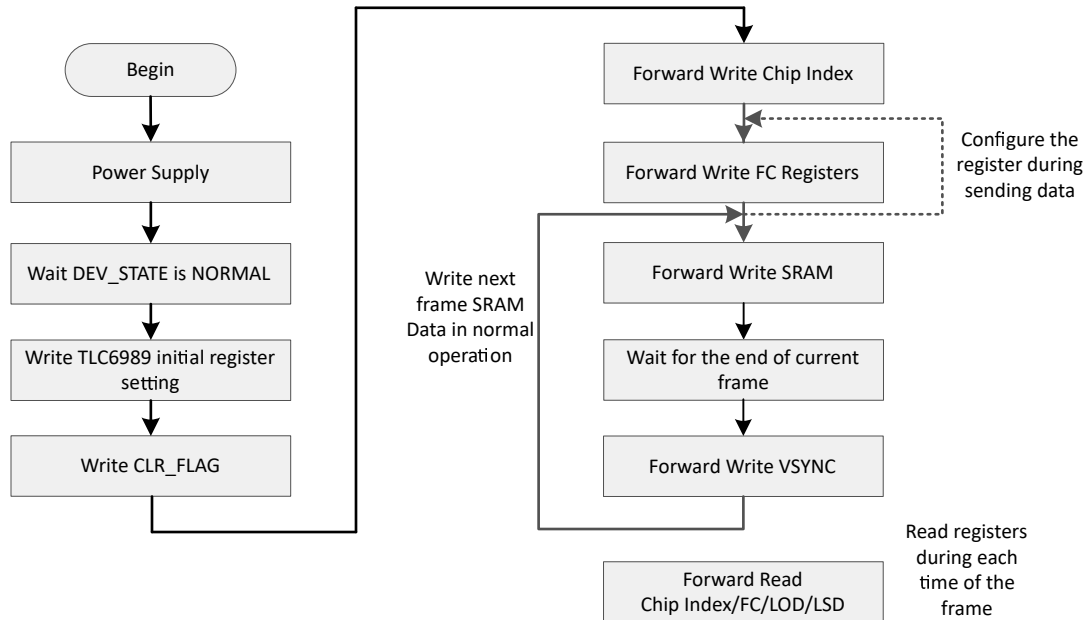 Begin
Power Supply
Wait DEV_STATE is NORMAL
Write TLC6989 initial register
setting
Write CLR_FLAG
Forward Write Chip Index
Configure the
register during
sending data
Forward Write FC Registers
Write next
frame SRAM
Data in normal
operation
Forward Write SRAM
Wait for the end of current
frame
Forward Write VSYNC
Read registers
during each
time of the
frame
Forward Read
Chip Index/FC/LOD/LSD